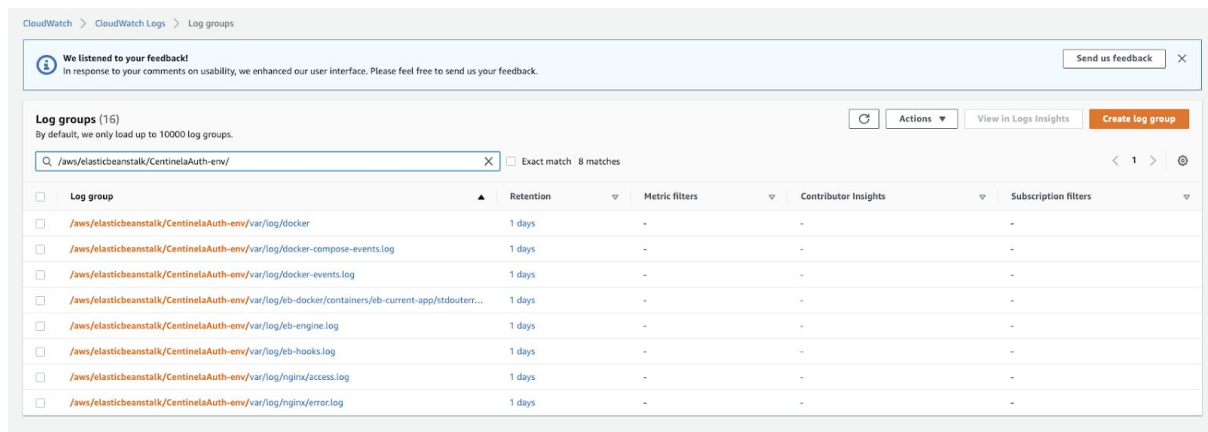 CloudWatch > CloudWatch Logs > Log groups
We listened to your feedback!
In response to your comments on usability, we enhanced our user interface. Please feel free to send us your feedback.
Send us feedback
Log groups (16)
By default, we only load up to 10000 log groups.
Actions
View in Logs Insights
Create log group
/aws/elasticbeanstalk/CentinelaAuth-env/
Exact match 8 matches
1
Log group Retention Metric filters Contributor Insights Subscription filters
/aws/elasticbeanstalk/CentinelaAuth-env/var/log/docker 1 days - - -
/aws/elasticbeanstalk/CentinelaAuth-env/var/log/docker-compose-events.log 1 days - - -
/aws/elasticbeanstalk/CentinelaAuth-env/var/log/docker-events.log 1 days - - -
/aws/elasticbeanstalk/CentinelaAuth-env/var/log/eb-docker/containers/eb-current-app/stdouterr... 1 days - - -
/aws/elasticbeanstalk/CentinelaAuth-env/var/log/eb-engine.log 1 days - - -
/aws/elasticbeanstalk/CentinelaAuth-env/var/log/eb-hooks.log 1 days - - -
/aws/elasticbeanstalk/CentinelaAuth-env/var/log/nginx/access.log 1 days - - -
/aws/elasticbeanstalk/CentinelaAuth-env/var/log/nginx/error.log 1 days - - -